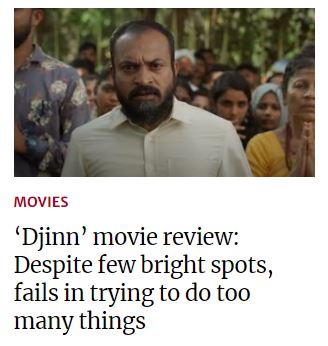 MOVIES
‘Djinn’ movie review:
Despite few bright spots,
fails in trying to do too
many things